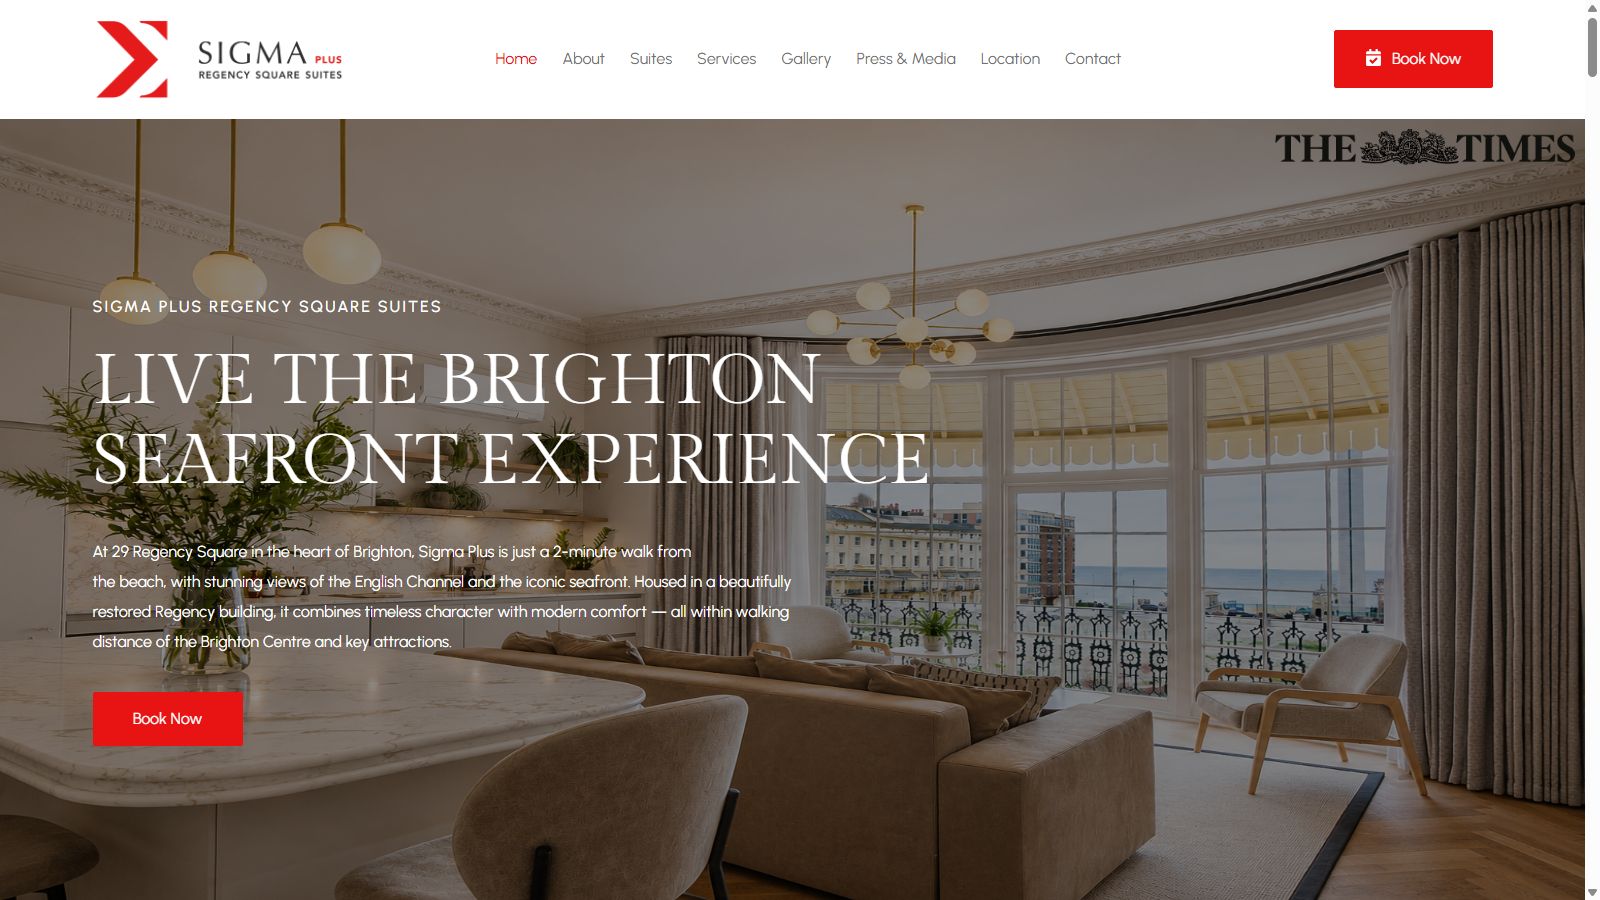 SIGMA PLUS
REGENCY SQUARE SUITES
Home
About
Suites
Services
Gallery
Press & Media
Location
Contact
Book Now
THE TIMES
SIGMA PLUS REGENCY SQUARE SUITES
LIVE THE BRIGHTON
SEAFRONT EXPERIENCE
At 29 Regency Square in the heart of Brighton, Sigma Plus is just a 2-minute walk from
the beach, with stunning views of the English Channel and the iconic seafront. Housed in a beautifully
restored Regency building, it combines timeless character with modern comfort — all within walking
distance of the Brighton Centre and key attractions.
Book Now